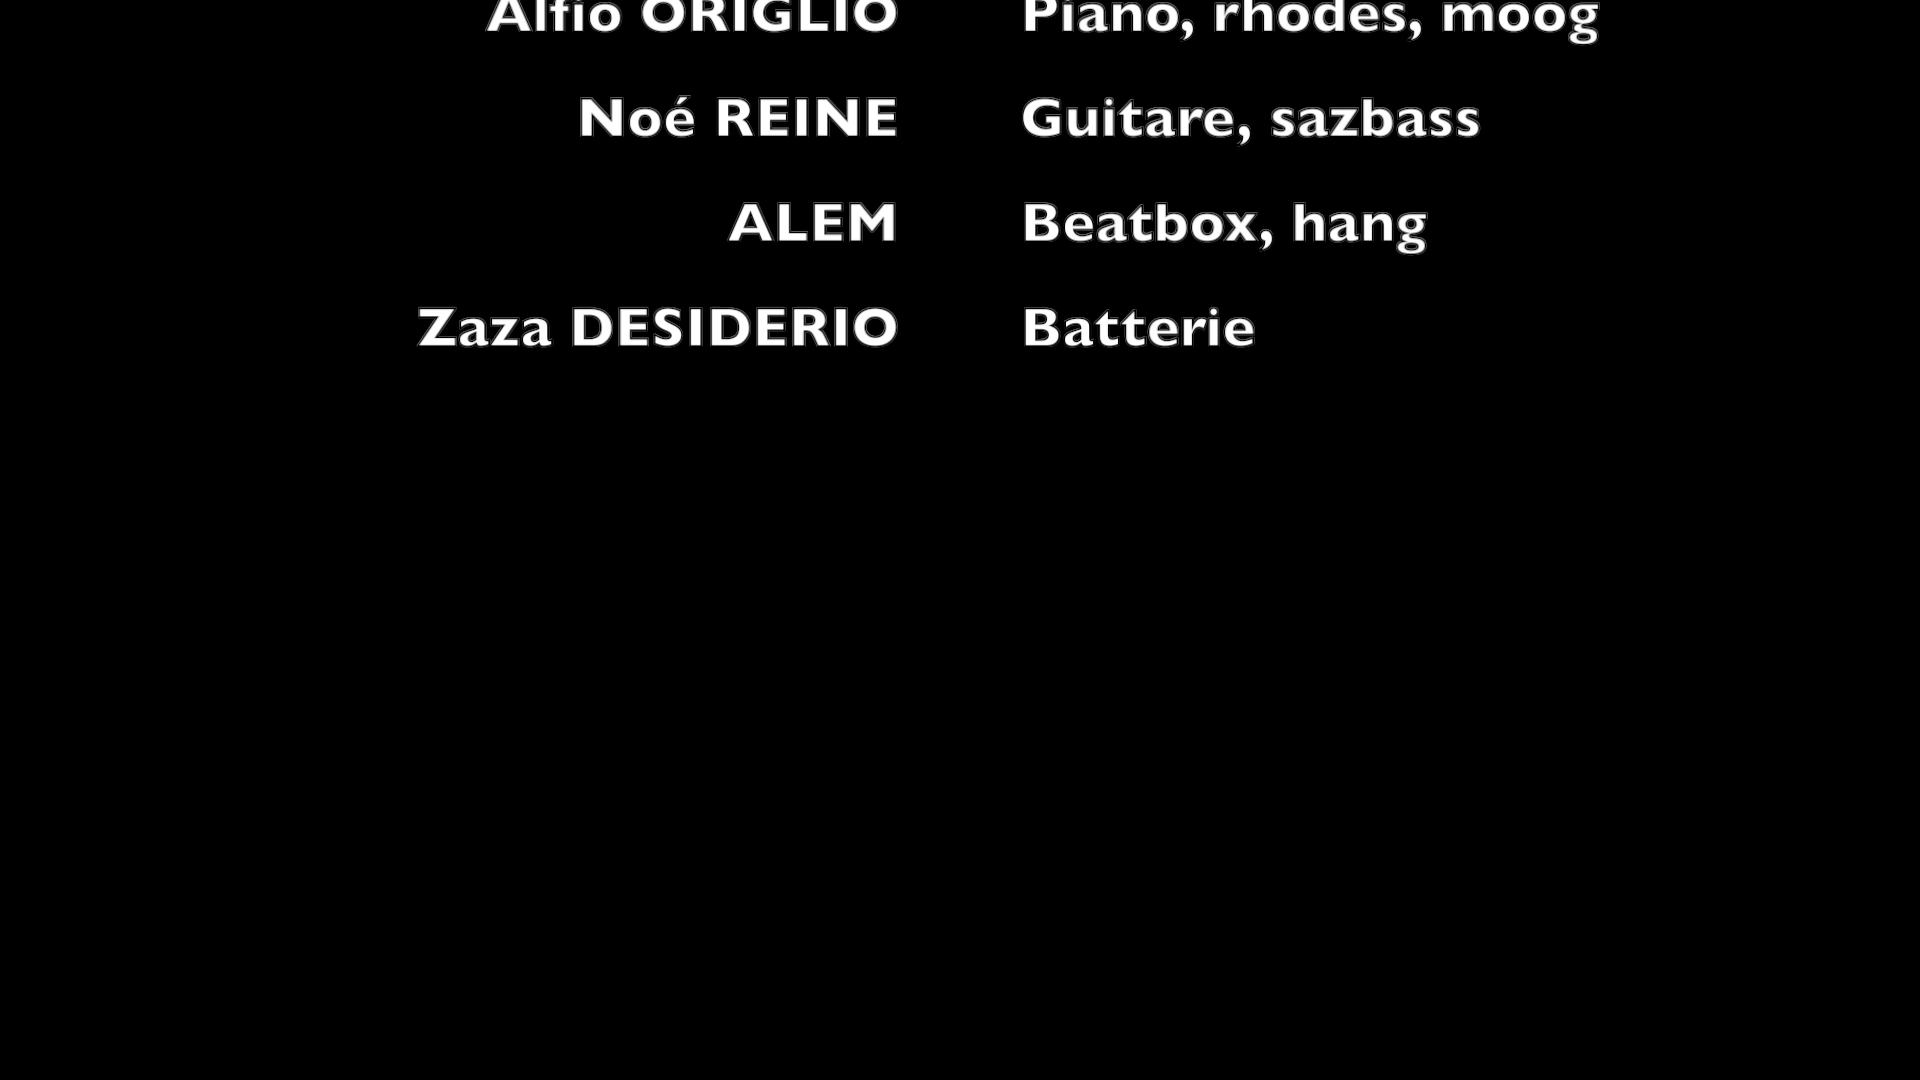 Alfio ORIGLIO Piano, rhodes, moog
Noé REINE Guitare, sazbass
ALEM Beatbox, hang
Zaza DESIDERIO Batterie